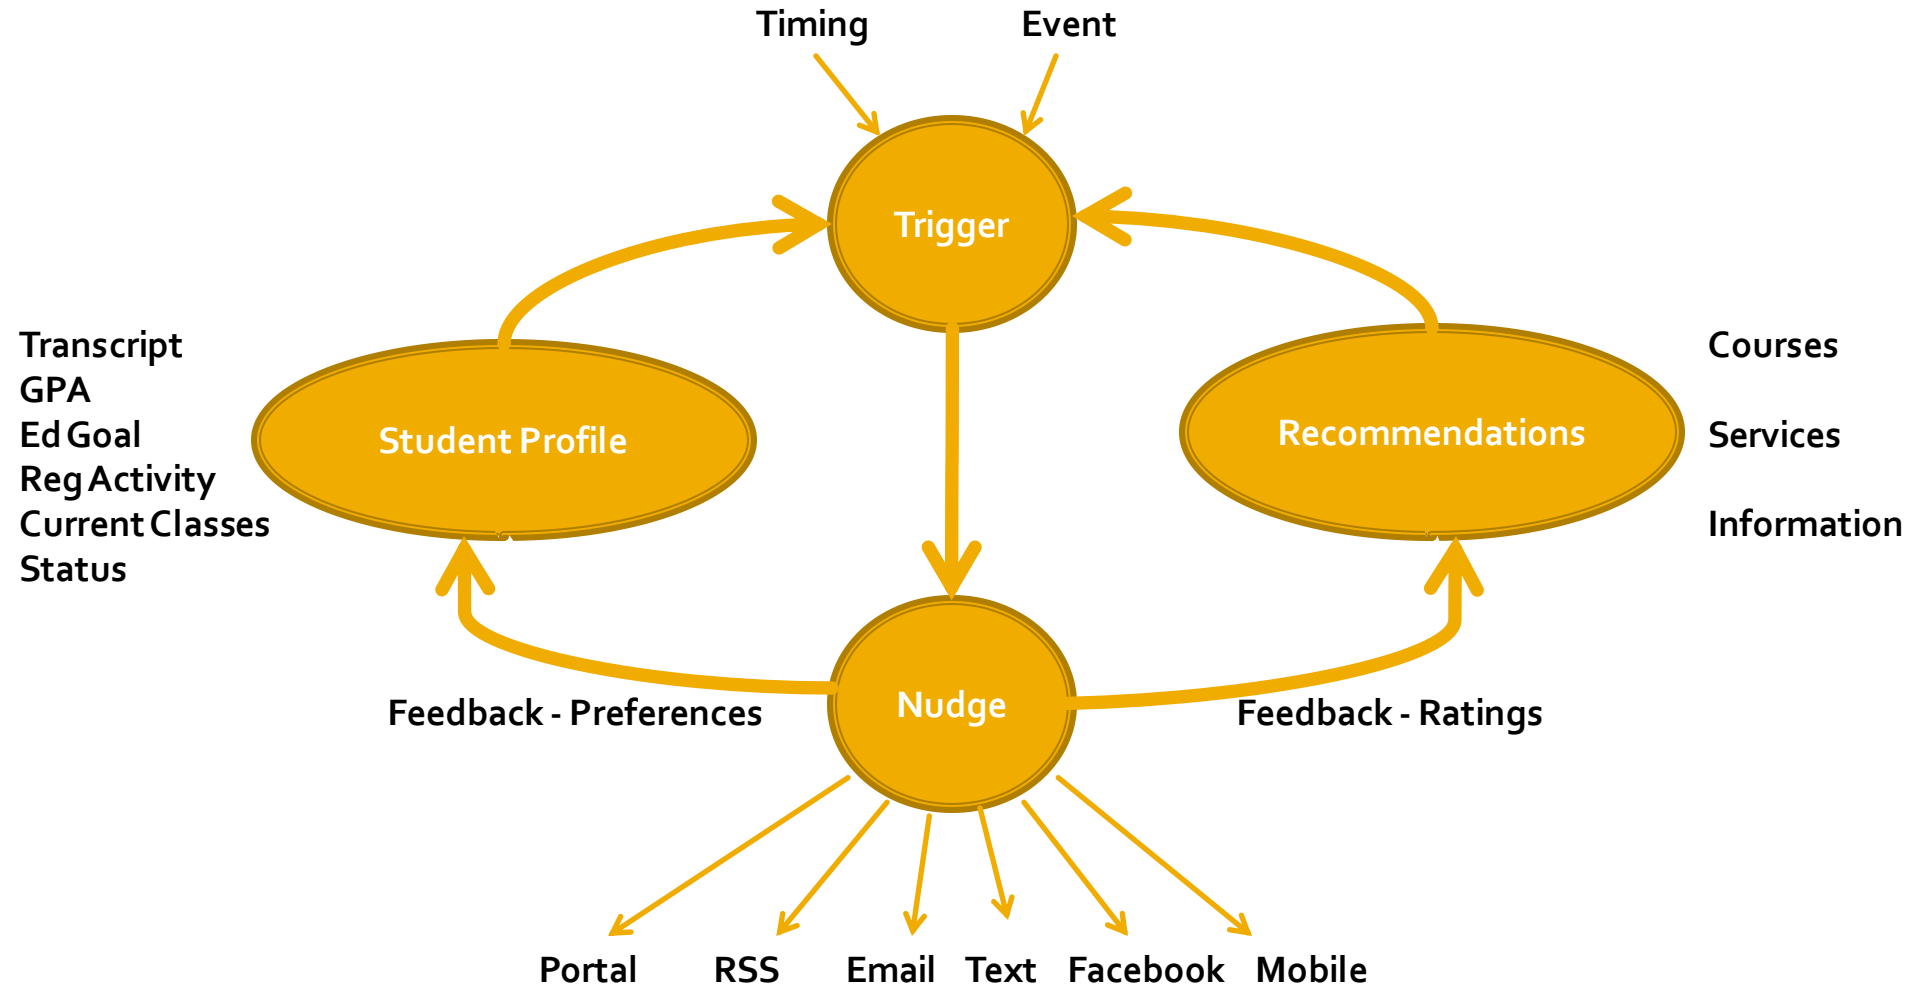 Timing
Event
Trigger
Transcript
GPA
Ed Goal
Reg Activity
Current Classes
Status
Student Profile
Recommendations
Courses
Services
Information
Feedback - Preferences
Nudge
Feedback - Ratings
Portal
RSS
Email
Text
Facebook
Mobile